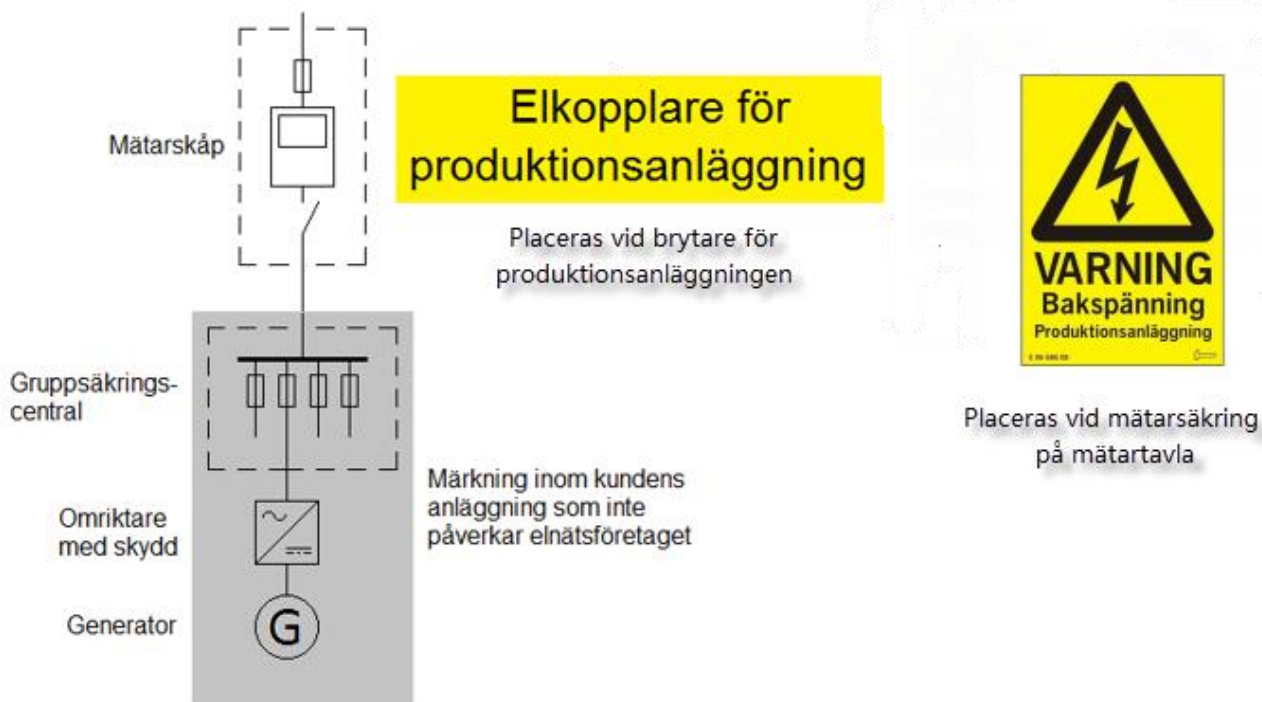 Mätarskåp
Elkopplare för
produktionsanläggning
Placeras vid brytare för
produktionsanläggningen
VARNING
Bakspänning
Produktionsanläggning
Placeras vid mätarsäkring
på mätartavla
Gruppsäkrings-
central
Märkning inom kundens
anläggning som inte
påverkar elnätsföretaget
Omriktare
med skydd
Generator
G